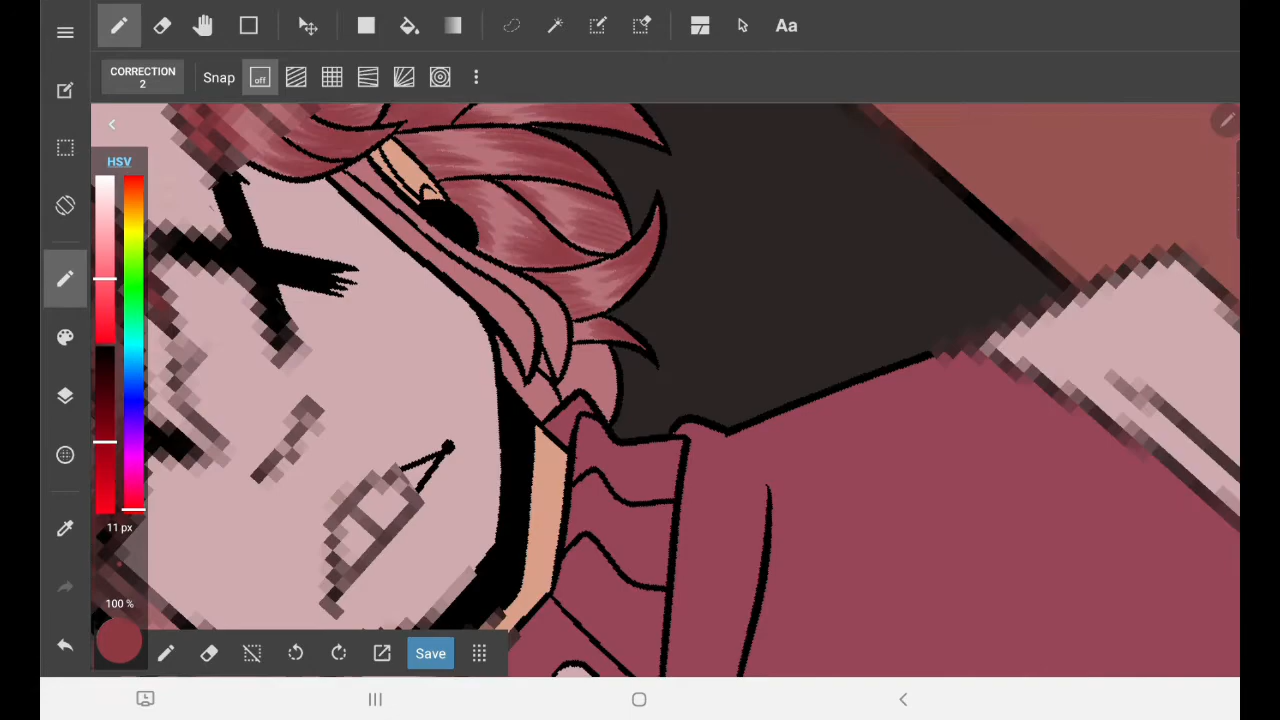 Aa
CORRECTION
2
Snap
off
HSV
11 px
100 %
Save